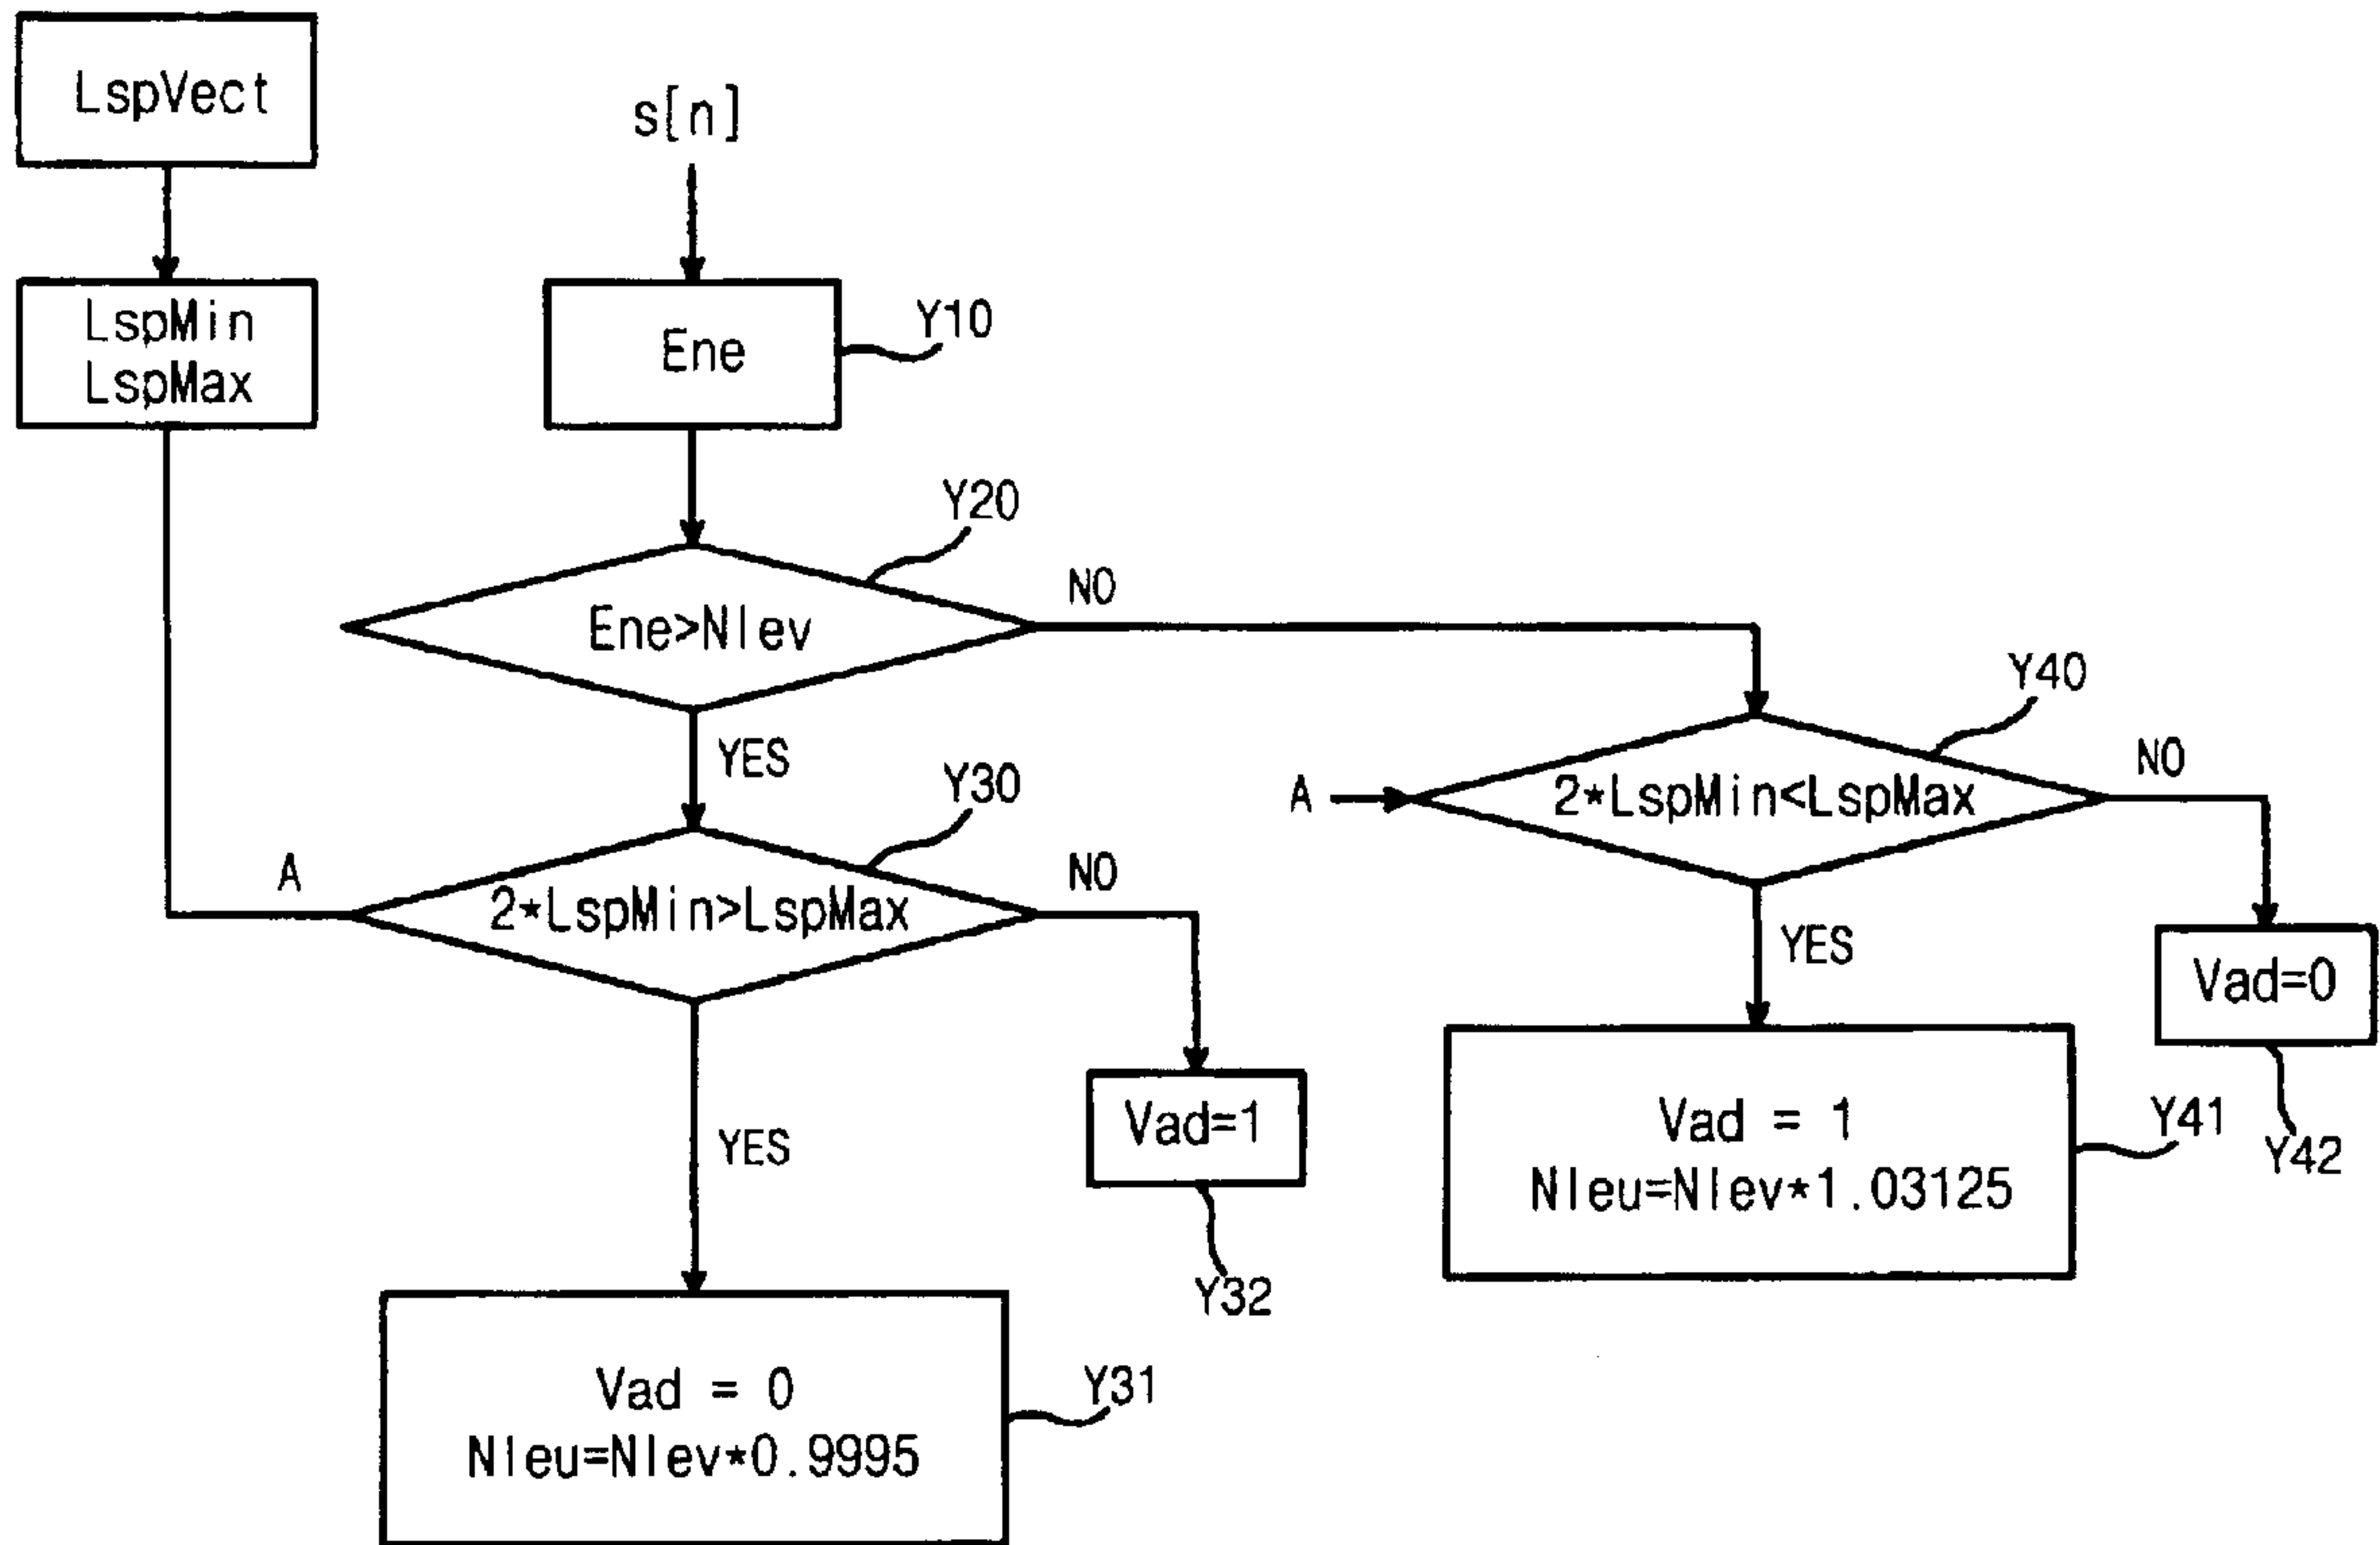 LspVect
s[n]
LspMin
LspMax
Ene
Y10
Y20
Ene>Nlev
NO
YES
Y30
A
2*LspMin>LspMax
NO
Y40
A
2*LspMin<LspMax
NO
YES
Vad=0
Y42
Vad=1
Y32
Vad = 1
Nleu=Nlev*1.03125
Y41
YES
Vad = 0
Nleu=Nlev*0.9995
Y31